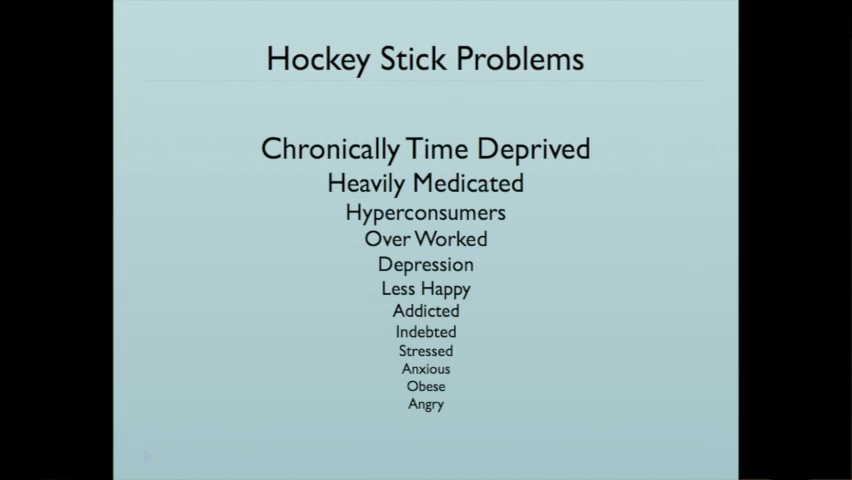 Hockey Stick Problems
Chronically Time Deprived
Heavily Medicated
Hyperconsumers
Over Worked
Depression
Less Happy
Addicted
Indebted
Stressed
Anxious
Obese
Angry